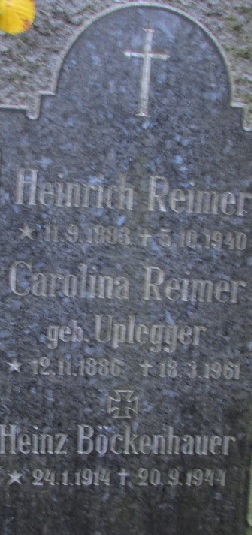 Heinrich Reimer
★ 11.9.1883 ✝ 5.10.1940
Carolina Reimer
geb. Uplegger
★ 12.11.1886 ✝ 18.3.1961
Heinz Böckenhauer
★ 24.1.1914 ✝ 20.9.1944